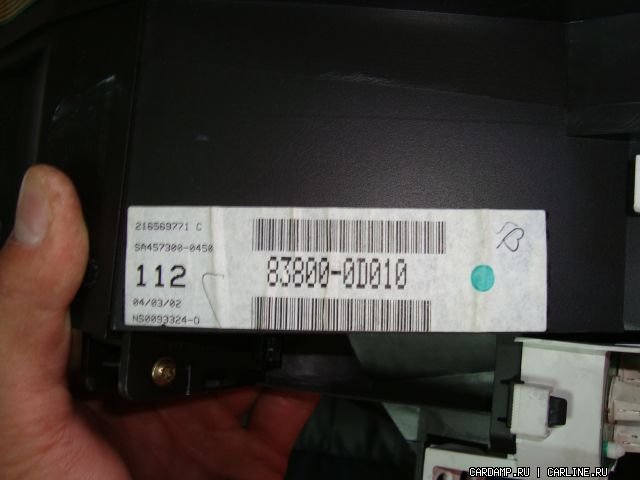 216569771 C
SA457300-0450
112
04/03/02
NS0093324-0
83800-0D010
B
CARDAMP.RU | CARLINE.RU